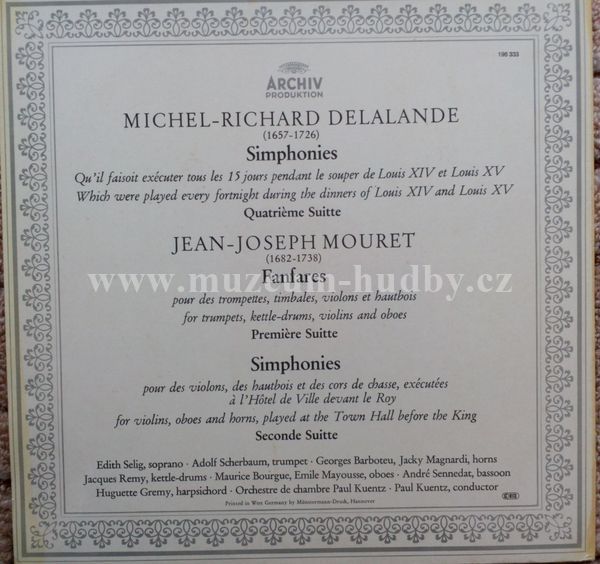 198 333
ARCHIV
PRODUKTION
MICHEL-RICHARD DELALANDE
(1657-1726)
Simphonies
Qu'il faisoit exécuter tous les 15 jours pendant le souper de Louis XIV et Louis XV
Which were played every fortnight during the dinners of Louis XIV and Louis XV
Quatrième Suitte
JEAN-JOSEPH MOURET
(1682-1738)
www.muzeum-hudby.cz
Fanfares
pour des trompettes, timbales, violons et hautbois
for trumpets, kettle-drums, violins and oboes
Première Suitte
Simphonies
pour des violons, des hautbois et des cors de chasse, exécutées
à l'Hôtel de Ville devant le Roy
for violins, oboes and horns, played at the Town Hall before the King
Seconde Suitte
Edith Selig, soprano · Adolf Scherbaum, trumpet · Georges Barboteu, Jacky Magnardi, horns
Jacques Remy, kettle-drums · Maurice Bourgue, Emile Mayousse, oboes · André Sennedat, bassoon
Huguette Gremy, harpsichord · Orchestre de chambre Paul Kuentz · Paul Kuentz, conductor
Printed in West Germany by Münstermann-Druk, Hannover